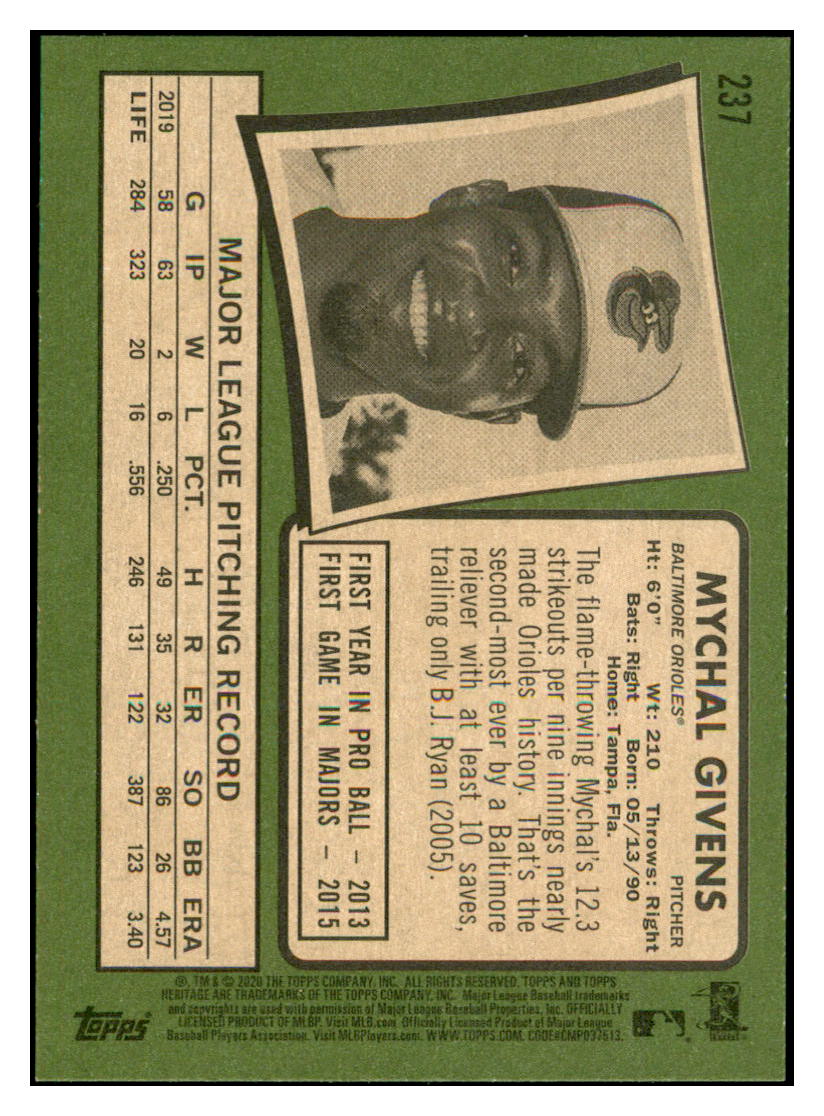 237
MYCHAL GIVENS
BALTIMORE ORIOLES® PITCHER
Ht: 6'0" Wt: 210 Throws: Right
Bats: Right Born: 05/13/90
Home: Tampa, Fla.
The flame-throwing Mychal's 12.3
strikeouts per nine innings nearly
made Orioles history. That's the
second-most ever by a Baltimore
reliever with at least 10 saves,
trailing only B.J. Ryan (2005).
FIRST YEAR IN PRO BALL – 2013
FIRST GAME IN MAJORS – 2015
MAJOR LEAGUE PITCHING RECORD
G IP W L PCT. H R ER SO BB ERA
2019 58 63 2 6 .250 49 35 32 86 26 4.57
LIFE 284 323 20 16 .556 246 131 122 387 123 3.40
®, TM & © 2020 THE TOPPS COMPANY, INC. ALL RIGHTS RESERVED. TOPPS AND TOPPS
HERITAGE ARE TRADEMARKS OF THE TOPPS COMPANY, INC. Major League Baseball trademarks
and copyrights are used with permission of Major League Baseball Properties, Inc. OFFICIALLY
LICENSED PRODUCT OF MLBP. Visit MLB.com. Officially Licensed Product of Major League
Baseball Players Association. Visit MLBPlayers.com. WWW.TOPPS.COM. CODE#CMP037613.
topps